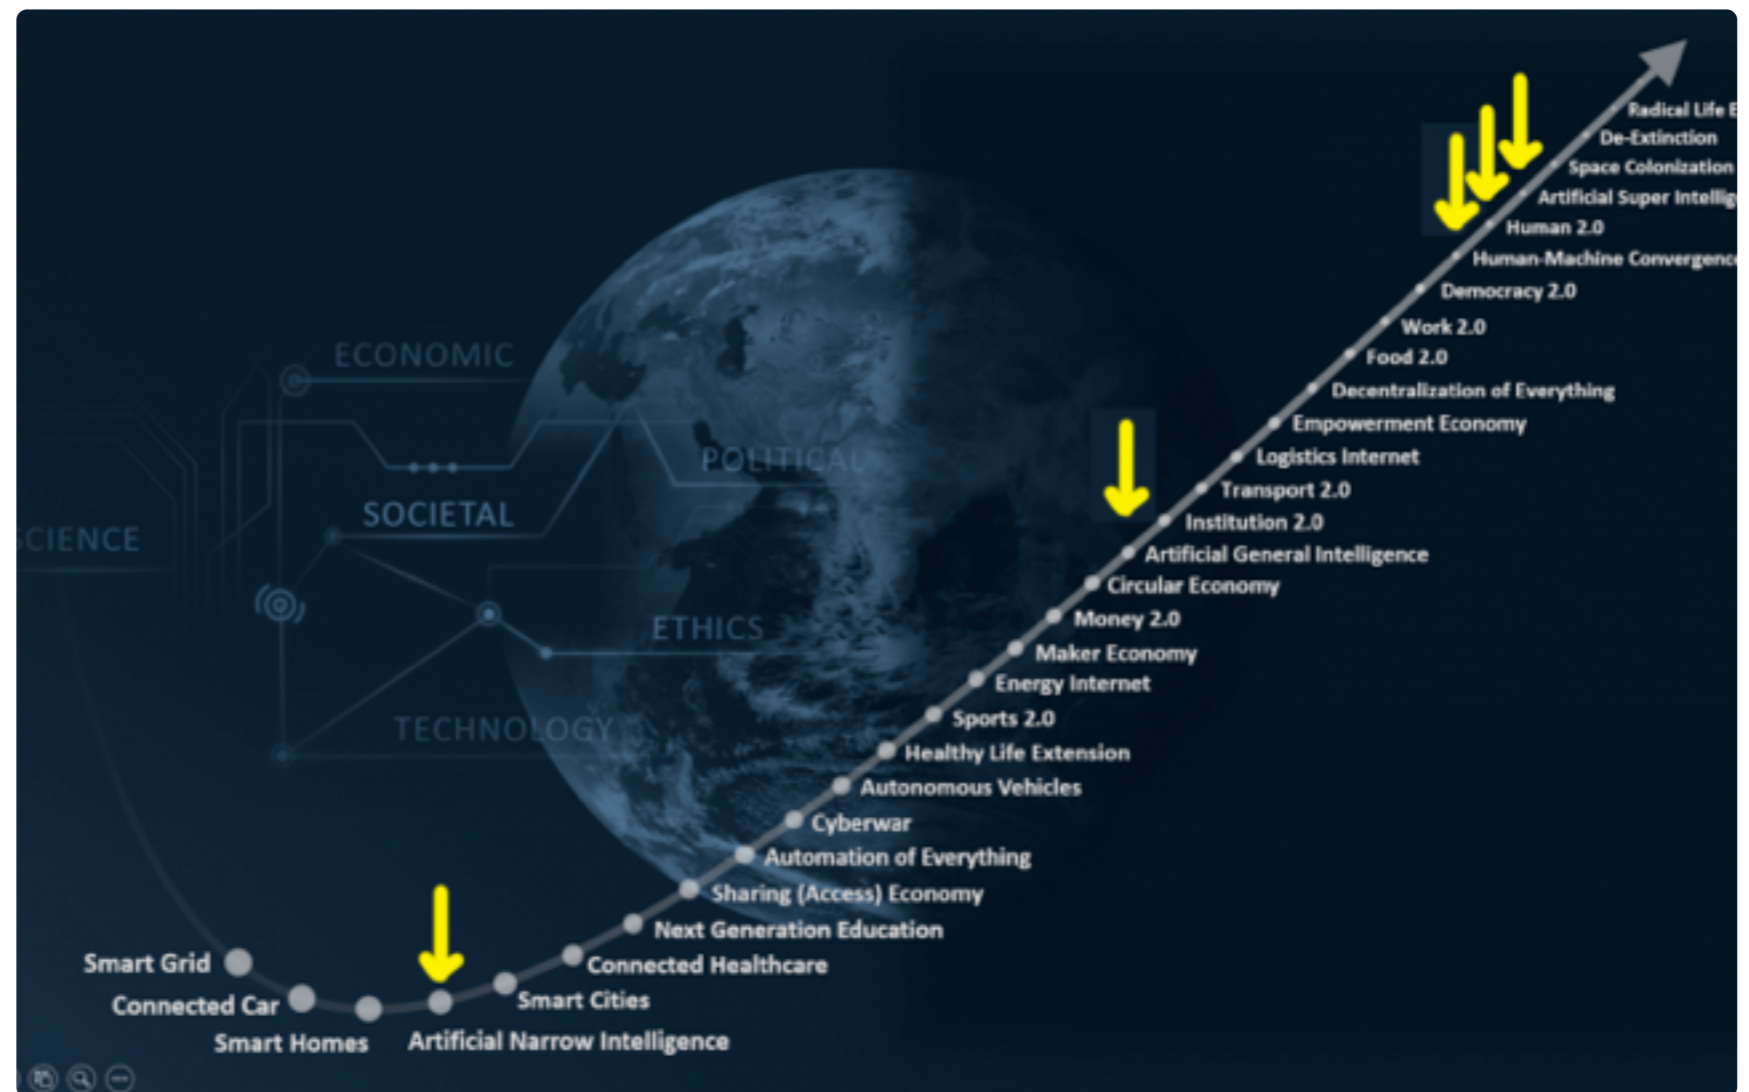 Radical Life E
De-Extinction
Space Colonization
Artificial Super Intellig
Human 2.0
Human-Machine Convergence
Democracy 2.0
Work 2.0
Food 2.0
Decentralization of Everything
Empowerment Economy
Logistics Internet
Transport 2.0
Institution 2.0
Artificial General Intelligence
Circular Economy
Money 2.0
Maker Economy
Energy Internet
Sports 2.0
Healthy Life Extension
Autonomous Vehicles
Cyberwar
Automation of Everything
Sharing (Access) Economy
Next Generation Education
Connected Healthcare
Smart Cities
Artificial Narrow Intelligence
Smart Homes
Connected Car
Smart Grid
ECONOMIC
POLITICAL
SOCIETAL
SCIENCE
ETHICS
TECHNOLOGY